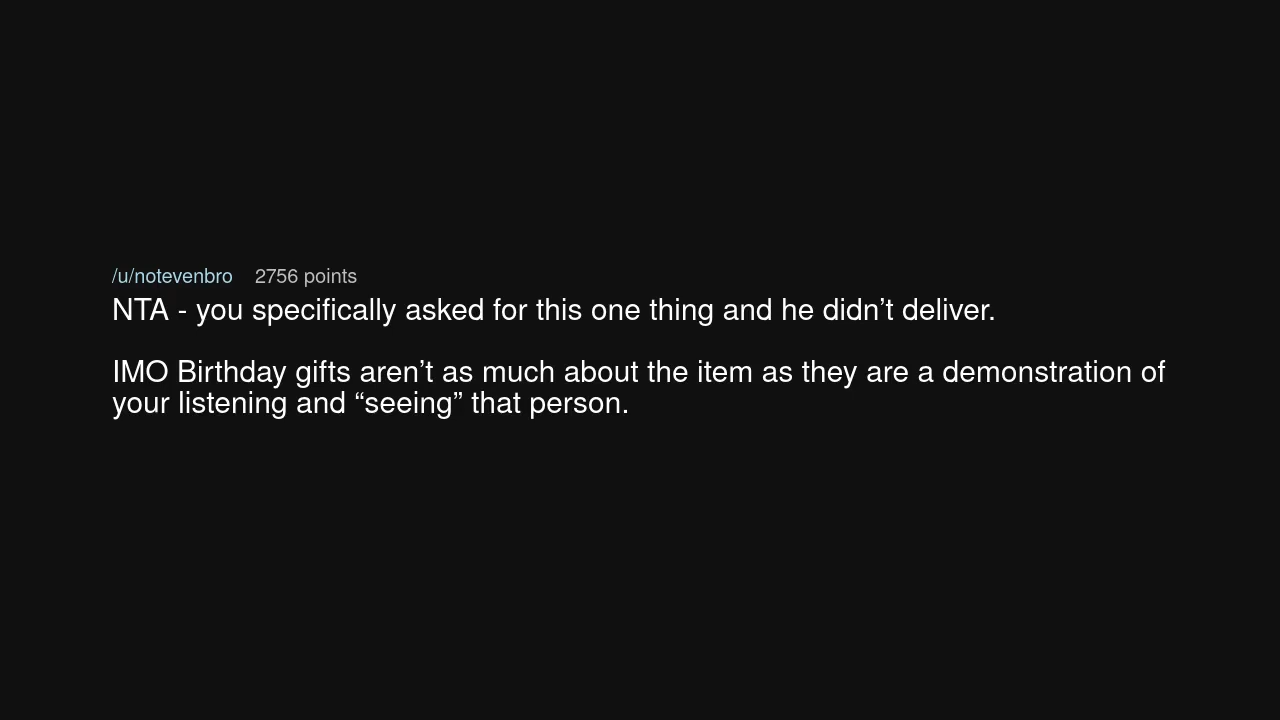 /u/notevenbro 2756 points
NTA - you specifically asked for this one thing and he didn’t deliver.
IMO Birthday gifts aren’t as much about the item as they are a demonstration of
your listening and “seeing” that person.